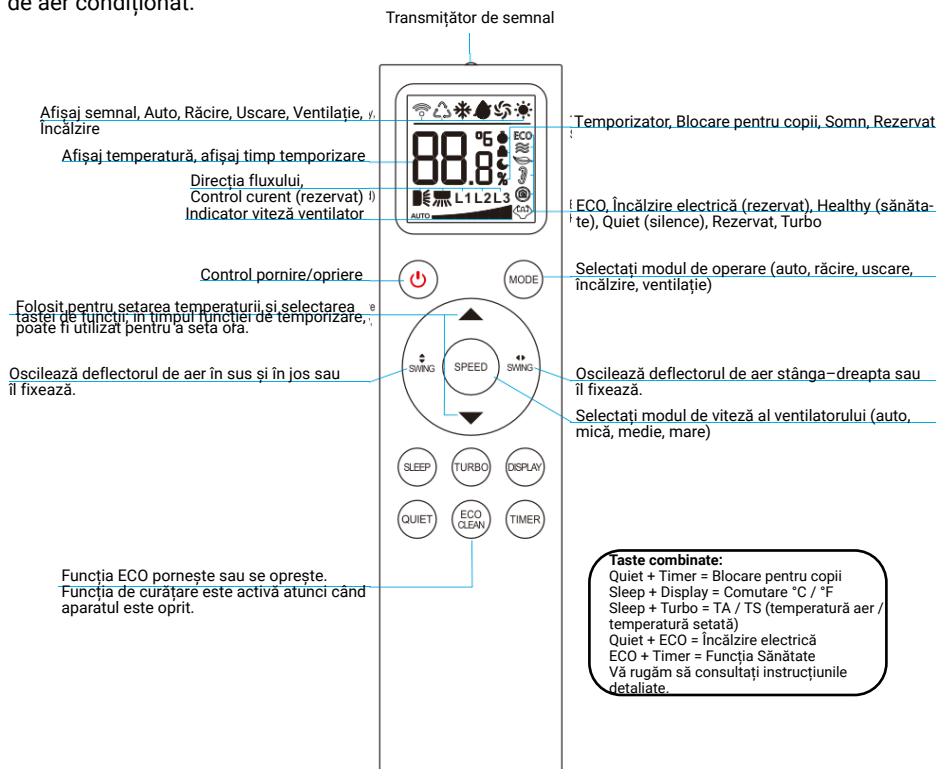 de aer condiționat.
Transmițător de semnal
Afișaj semnal, Auto, Răcire, Uscare, Ventilație,
Încălzire
Temporizator, Blocare pentru copii, Somn, Rezervat
Afișaj temperatură, afișaj timp temporizare
Direcția fluxului,
Control curent (rezervat)
Indicator viteză ventilator
88.8 °F
%
ECO
L1 L2 L3
AUTO
ECO, Încălzire electrică (rezervat), Healthy (sănăta-
te), Quiet (silence), Rezervat, Turbo
Control pornire/opriere
MODE
Selectați modul de operare (auto, răcire, uscare,
încălzire, ventilație)
Folosit pentru setarea temperaturii și selectarea
tastei de funcții, în timpul funcției de temporizare,
poate fi utilizat pentru a seta ora.
SWING
SPEED
SWING
Oscilează deflectorul de aer în sus și în jos sau
îl fixează.
Oscilează deflectorul de aer stânga–dreapta sau
îl fixează.
Selectați modul de viteză al ventilatorului (auto,
mică, medie, mare)
SLEEP
TURBO
DISPLAY
QUIET
ECO
CLEAN
TIMER
Funcția ECO pornește sau se oprește.
Funcția de curățare este activă atunci când
aparatul este oprit.
Taste combinate:
Quiet + Timer = Blocare pentru copii
Sleep + Display = Comutare °C / °F
Sleep + Turbo = TA / TS (temperatură aer /
temperatură setată)
Quiet + ECO = Încălzire electrică
ECO + Timer = Funcția Sănătate
Vă rugăm să consultați instrucțiunile
detaliate.